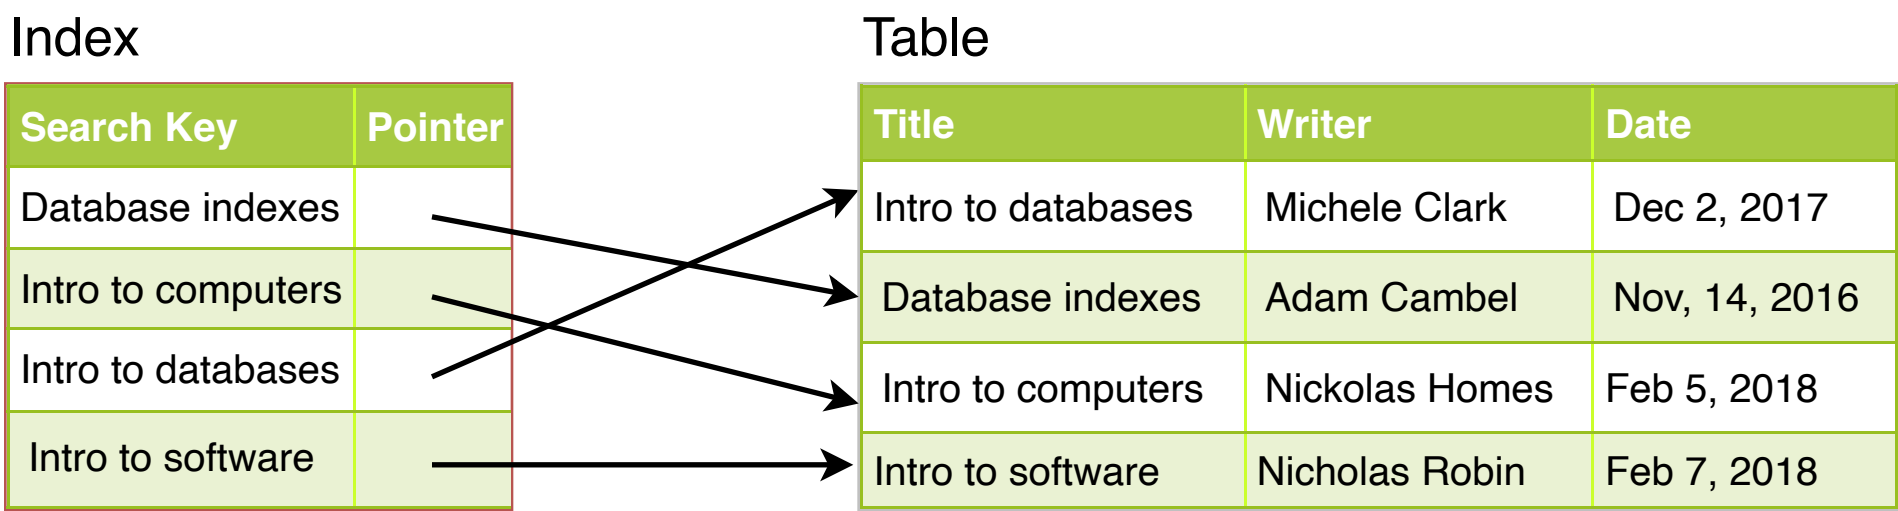 Index
Search Key Pointer
Database indexes
Intro to computers
Intro to databases
Intro to software
Table
Title Writer Date
Intro to databases Michele Clark Dec 2, 2017
Database indexes Adam Cambel Nov, 14, 2016
Intro to computers Nickolas Homes Feb 5, 2018
Intro to software Nicholas Robin Feb 7, 2018